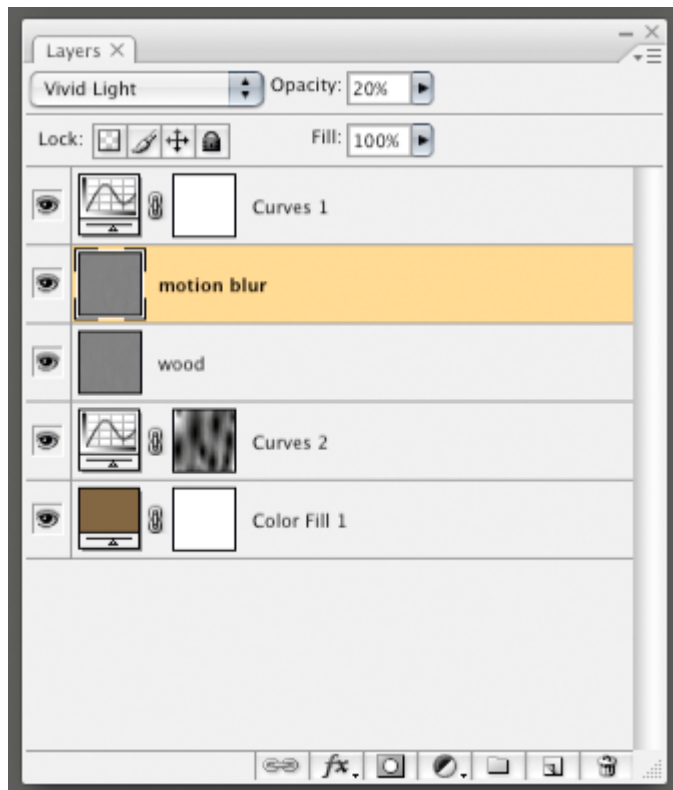 Layers
Vivid Light Opacity: 20%
Lock: Fill: 100%
Curves 1
motion blur
wood
Curves 2
Color Fill 1
fx